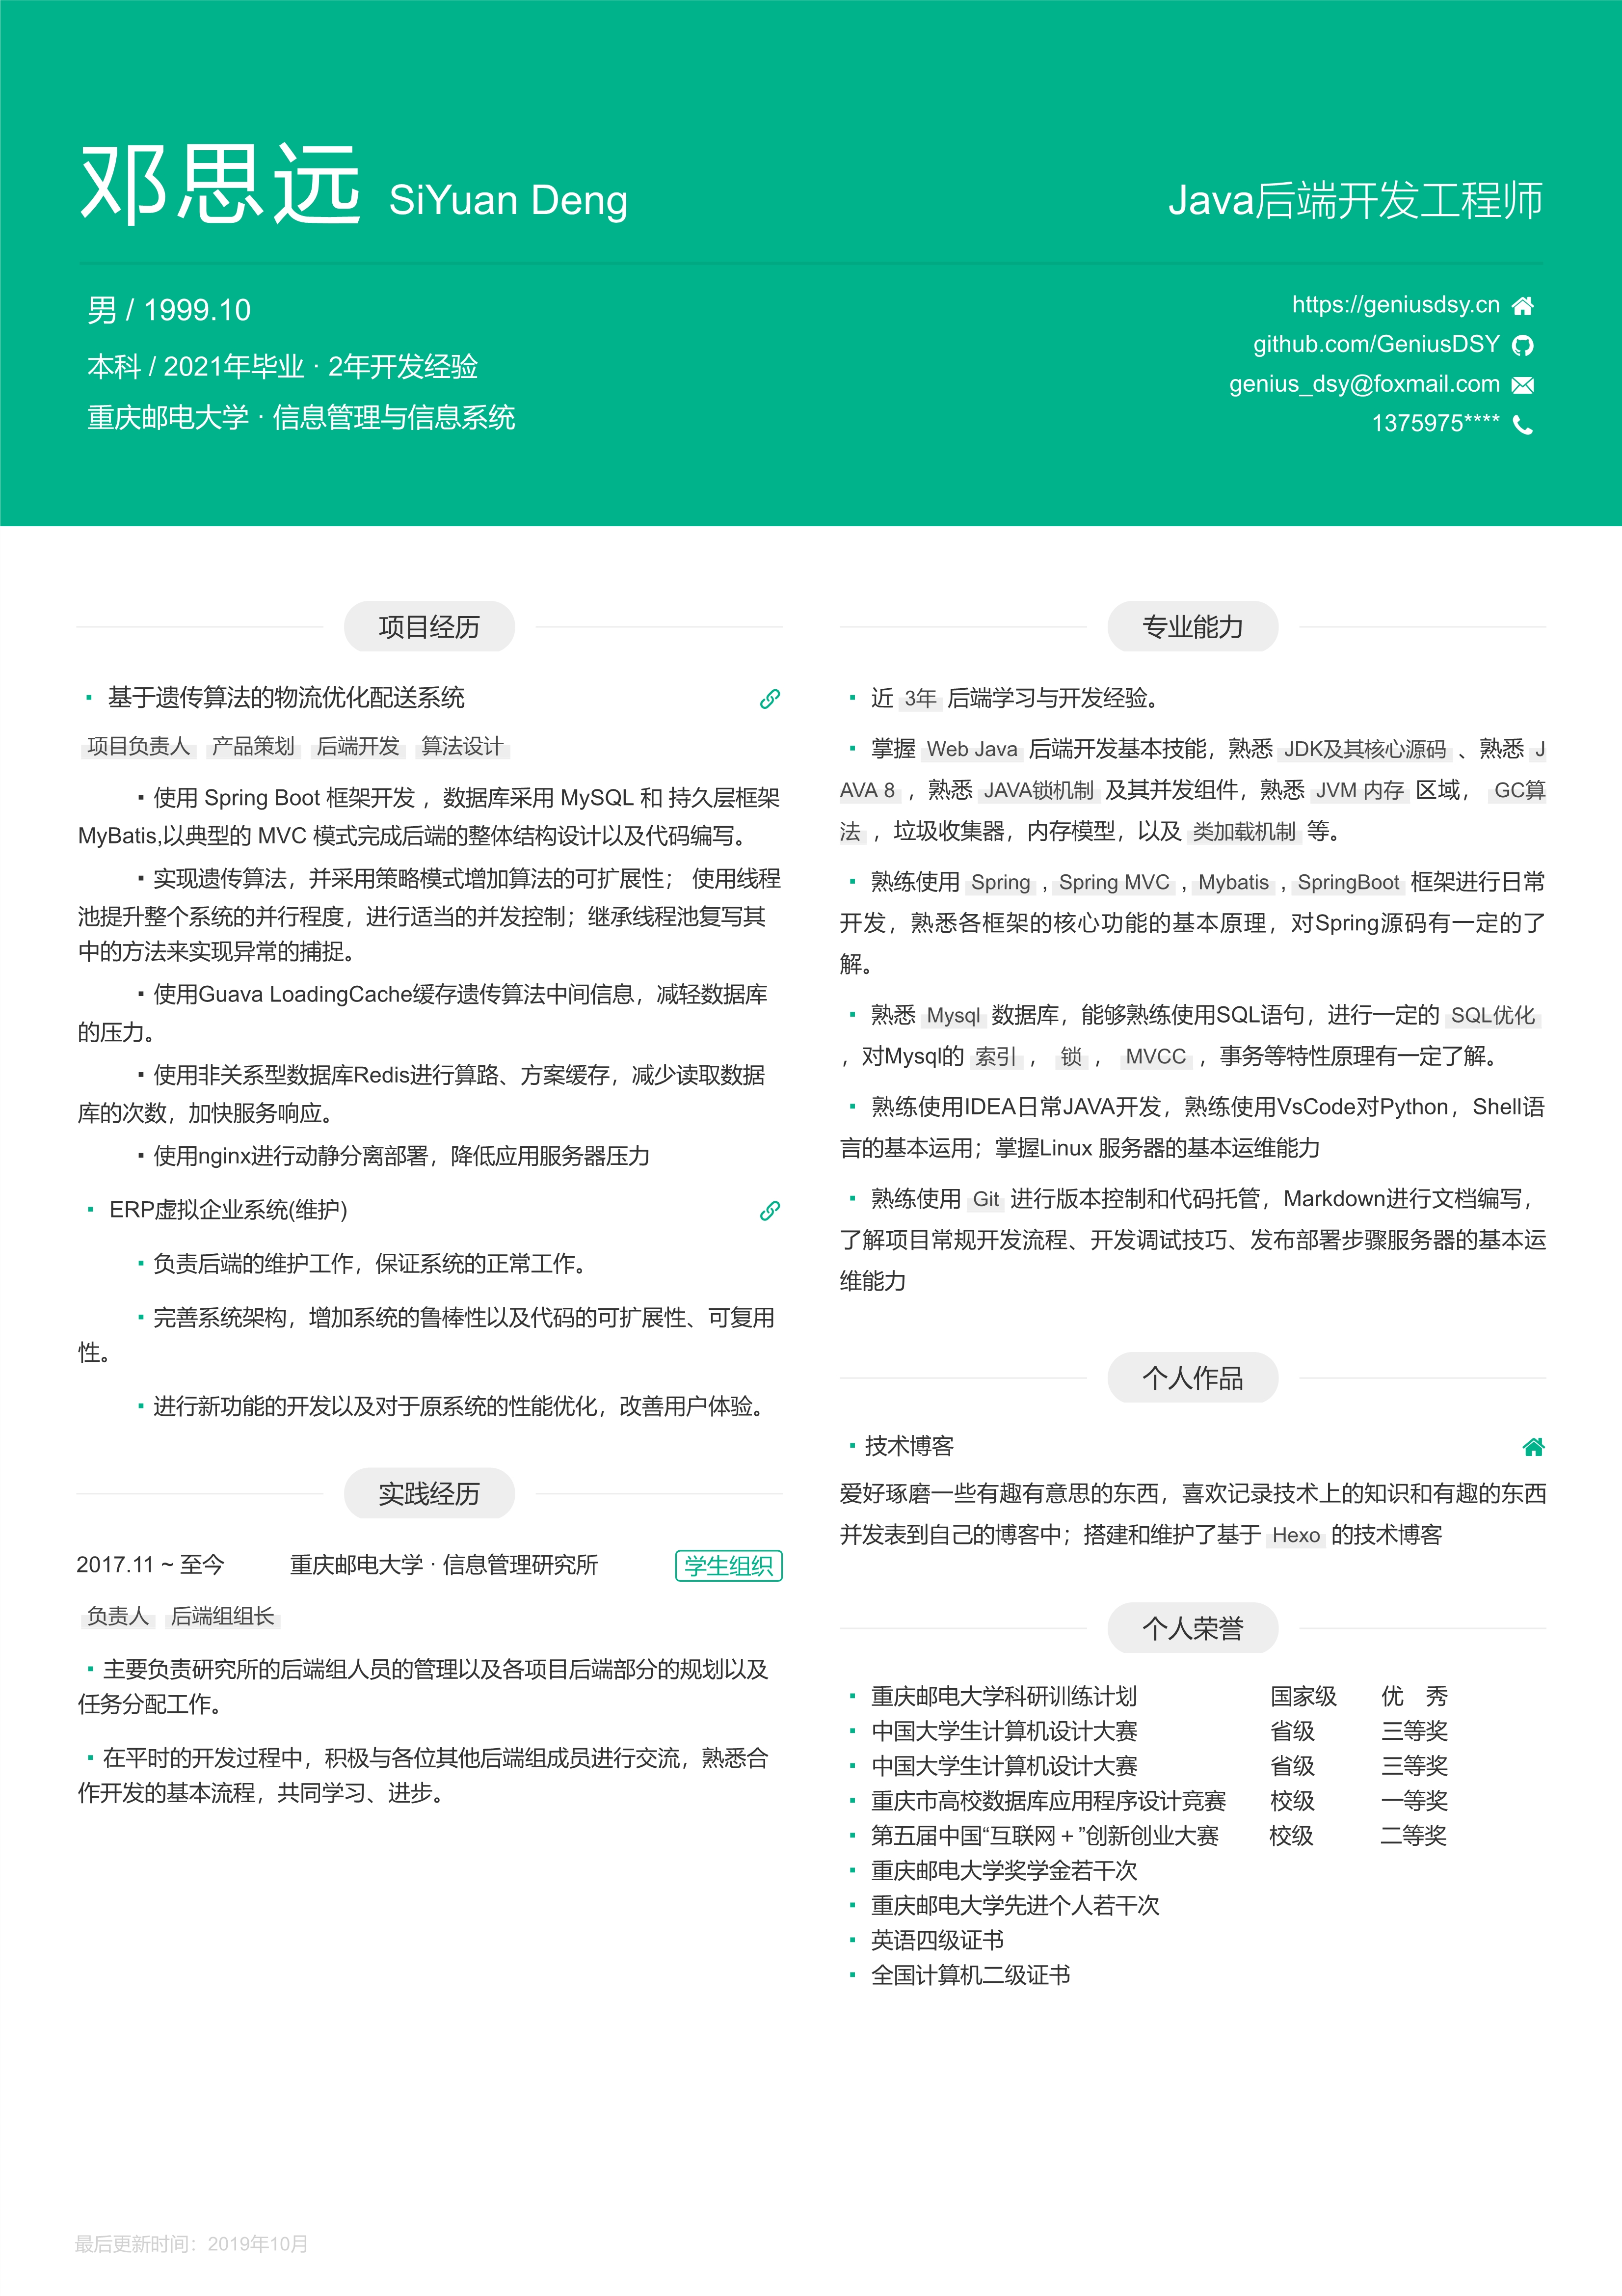 邓思远 SiYuan Deng
Java后端开发工程师
男 / 1999.10
本科 / 2021年毕业 · 2年开发经验
重庆邮电大学 · 信息管理与信息系统
https://geniusdsy.cn
github.com/GeniusDSY
genius_dsy@foxmail.com
1375975****
项目经历
▪ 基于遗传算法的物流优化配送系统
项目负责人 产品策划 后端开发 算法设计
▪ 使用 Spring Boot 框架开发 ，数据库采用 MySQL 和 持久层框架
MyBatis,以典型的 MVC 模式完成后端的整体结构设计以及代码编写。
▪ 实现遗传算法，并采用策略模式增加算法的可扩展性； 使用线程
池提升整个系统的并行程度，进行适当的并发控制；继承线程池复写其
中的方法来实现异常的捕捉。
▪ 使用Guava LoadingCache缓存遗传算法中间信息，减轻数据库
的压力。
▪ 使用非关系型数据库Redis进行算路、方案缓存，减少读取数据
库的次数，加快服务响应。
▪ 使用nginx进行动静分离部署，降低应用服务器压力
▪ ERP虚拟企业系统(维护)
▪ 负责后端的维护工作，保证系统的正常工作。
▪ 完善系统架构，增加系统的鲁棒性以及代码的可扩展性、可复用
性。
▪ 进行新功能的开发以及对于原系统的性能优化，改善用户体验。
实践经历
2017.11 ~ 至今 重庆邮电大学 · 信息管理研究所 学生组织
负责人 后端组组长
▪ 主要负责研究所的后端组人员的管理以及各项目后端部分的规划以及
任务分配工作。
▪ 在平时的开发过程中，积极与各位其他后端组成员进行交流，熟悉合
作开发的基本流程，共同学习、进步。
专业能力
▪ 近 3年 后端学习与开发经验。
▪ 掌握 Web Java 后端开发基本技能，熟悉 JDK及其核心源码 、熟悉 J
AVA 8 ，熟悉 JAVA锁机制 及其并发组件，熟悉 JVM 内存 区域， GC算
法 ，垃圾收集器，内存模型，以及 类加载机制 等。
▪ 熟练使用 Spring , Spring MVC , Mybatis , SpringBoot 框架进行日常
开发，熟悉各框架的核心功能的基本原理，对Spring源码有一定的了
解。
▪ 熟悉 Mysql 数据库，能够熟练使用SQL语句，进行一定的 SQL优化
，对Mysql的 索引 ， 锁 ， MVCC ，事务等特性原理有一定了解。
▪ 熟练使用IDEA日常JAVA开发，熟练使用VsCode对Python，Shell语
言的基本运用；掌握Linux 服务器的基本运维能力
▪ 熟练使用 Git 进行版本控制和代码托管，Markdown进行文档编写，
了解项目常规开发流程、开发调试技巧、发布部署步骤服务器的基本运
维能力
个人作品
▪ 技术博客
爱好琢磨一些有趣有意思的东西，喜欢记录技术上的知识和有趣的东西
并发表到自己的博客中；搭建和维护了基于 Hexo 的技术博客
个人荣誉
▪ 重庆邮电大学科研训练计划 国家级 优 秀
▪ 中国大学生计算机设计大赛 省级 三等奖
▪ 中国大学生计算机设计大赛 省级 三等奖
▪ 重庆市高校数据库应用程序设计竞赛 校级 一等奖
▪ 第五届中国“互联网＋”创新创业大赛 校级 二等奖
▪ 重庆邮电大学奖学金若干次
▪ 重庆邮电大学先进个人若干次
▪ 英语四级证书
▪ 全国计算机二级证书
最后更新时间：2019年10月